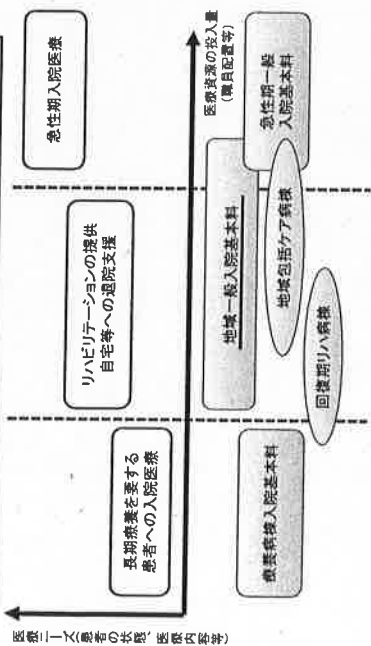 医療ニーズ(患者の状態、医療内容等)
急性期入院医療
リハビリテーションの提供
自宅等への退院支援
長期療養を要する
患者への入院医療
医療資源の投入量
(職員配置等)
急性期一般
入院基本料
地域一般入院基本料
地域包括ケア病棟
回復期リハ病棟
療養病棟入院基本料